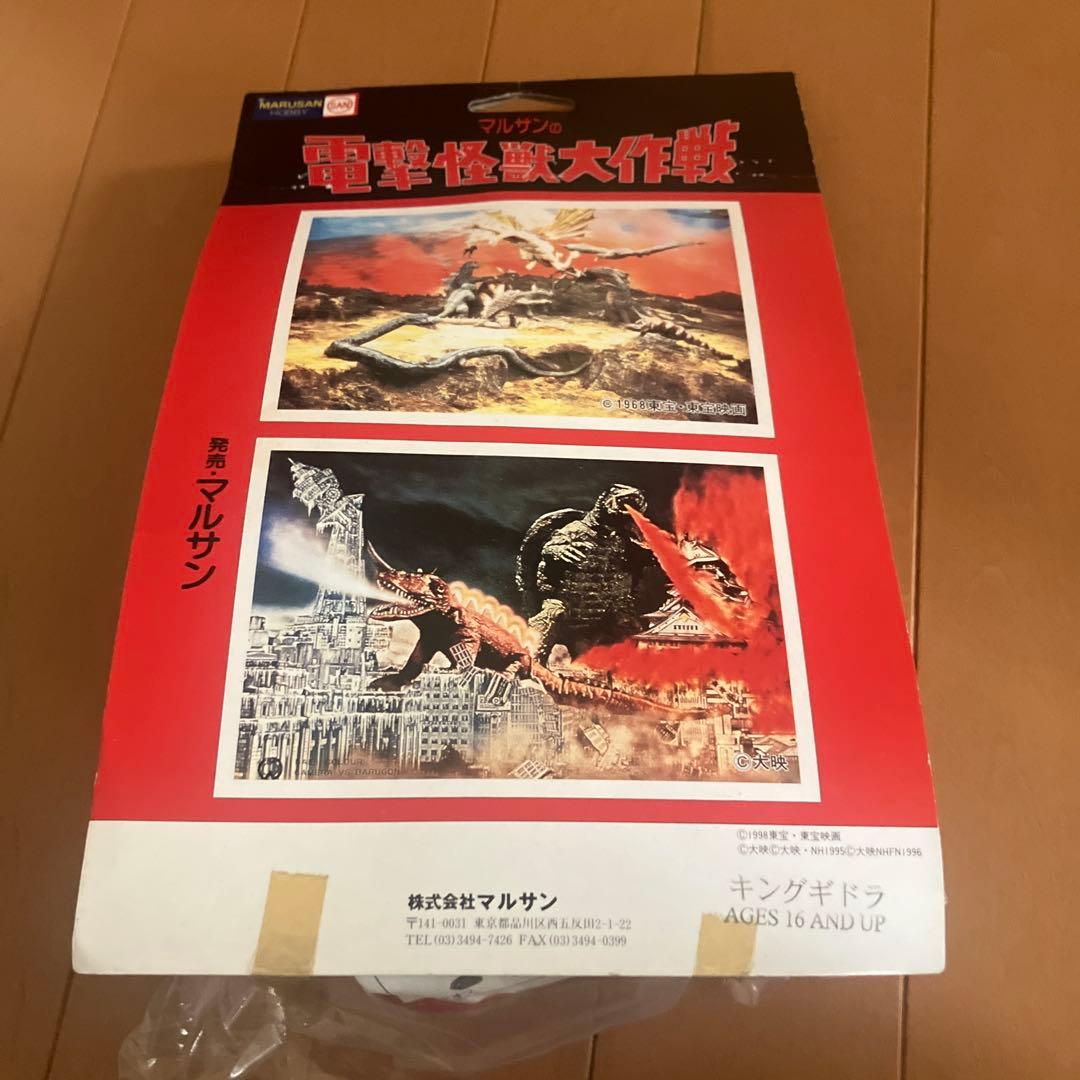 MARUSAN
HOBBY
SAN
マルサンの
電撃怪獣大作戦
©1968東宝・東宝映画
発売・マルサン
GAMERA VS BARUGON
©大映
©1998東宝・東宝映画
©大映©大映・NH1995©大映NHFN1996
キングギドラ
AGES 16 AND UP
株式会社マルサン
〒141-0031 東京都品川区西五反田2-1-22
TEL(03)3494-7426 FAX(03)3494-0399